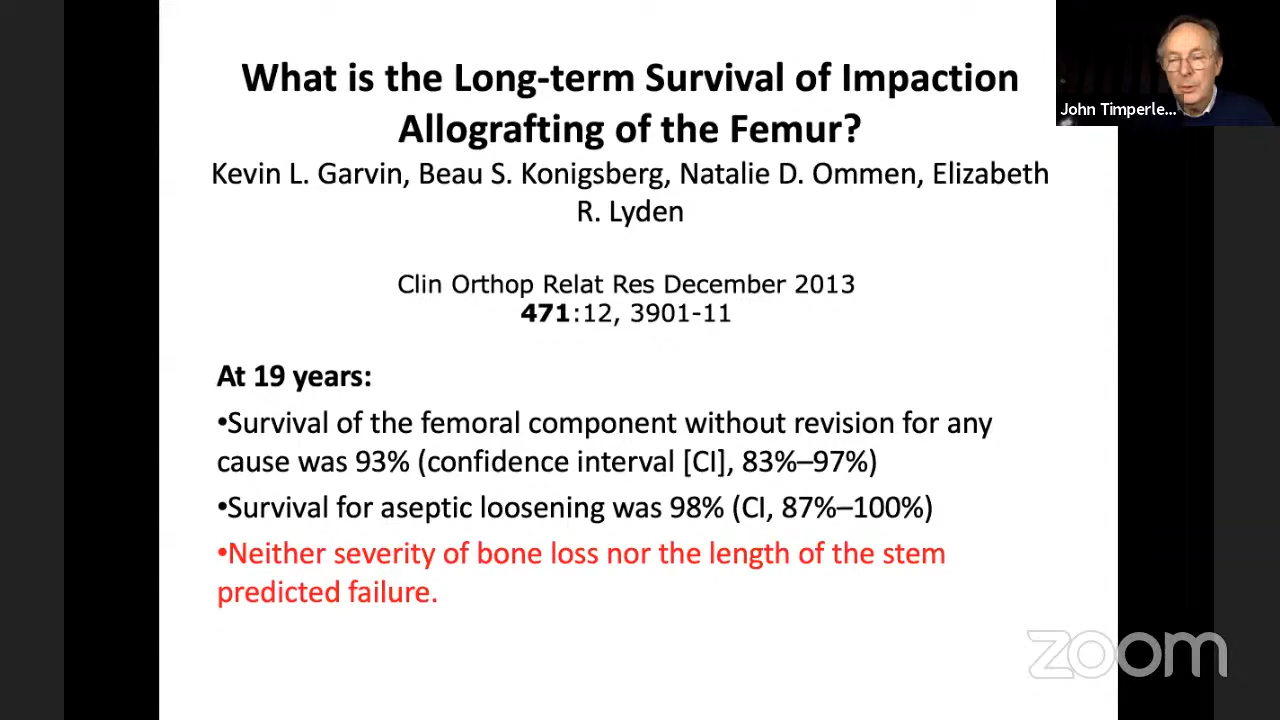 What is the Long-term Survival of Impaction
Allografting of the Femur?
Kevin L. Garvin, Beau S. Konigsberg, Natalie D. Ommen, Elizabeth
R. Lyden
Clin Orthop Relat Res December 2013
471:12, 3901-11
At 19 years:
•Survival of the femoral component without revision for any
cause was 93% (confidence interval [CI], 83%–97%)
•Survival for aseptic loosening was 98% (CI, 87%–100%)
•Neither severity of bone loss nor the length of the stem
predicted failure.
John Timperle...
zoom